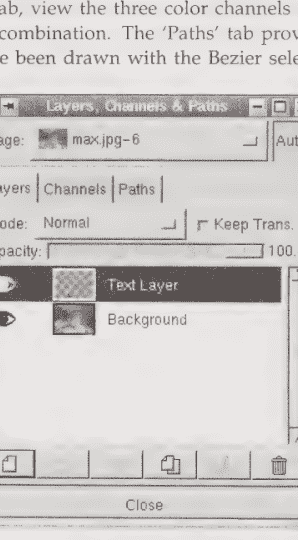 ab, view the three color channels
combination. The 'Paths' tab prov
e been drawn with the Bezier sele
Layers, Channels & Paths
age: max.jpg-6 Aut
ayers Channels Paths
ode: Normal Keep Trans.
pacity: 100.
Text Layer
Background
Close